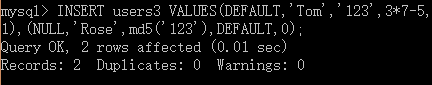 mysql> INSERT users3 VALUES(DEFAULT,'Tom','123',3*7-5,
1),(NULL,'Rose',md5('123'),DEFAULT,0);
Query OK, 2 rows affected (0.01 sec)
Records: 2  Duplicates: 0  Warnings: 0